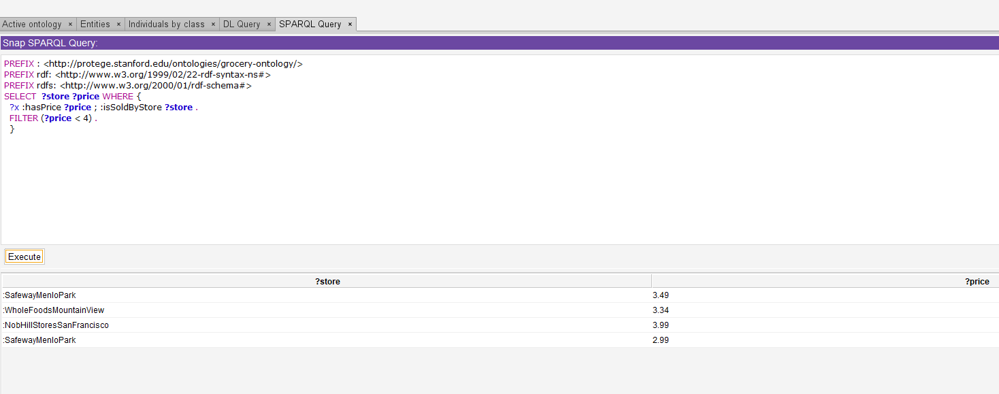 Active ontology × Entities × Individuals by class × DL Query × SPARQL Query ×
Snap SPARQL Query:
PREFIX : <http://protege.stanford.edu/ontologies/grocery-ontology/>
PREFIX rdf: <http://www.w3.org/1999/02/22-rdf-syntax-ns#>
PREFIX rdfs: <http://www.w3.org/2000/01/rdf-schema#>
SELECT ?store ?price WHERE {
?x :hasPrice ?price ; :isSoldByStore ?store .
FILTER (?price < 4) .
}
Execute
?store ?price
:SafewayMenloPark 3.49
:WholeFoodsMountainView 3.34
:NobHillStoresSanFrancisco 3.99
:SafewayMenloPark 2.99